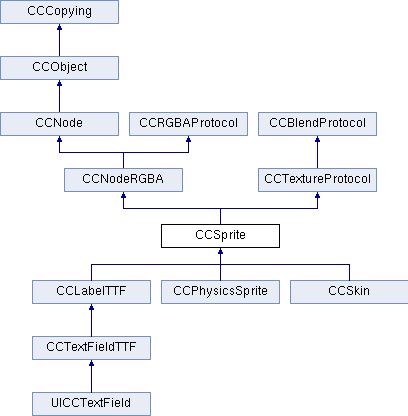 CCCopying
CCObject
CCNode
CCRGBAProtocol
CCBlendProtocol
CCNodeRGBA
CCTextureProtocol
CCSprite
CCLabelTTF
CCPhysicsSprite
CCSkin
CCTextFieldTTF
UICCTextField